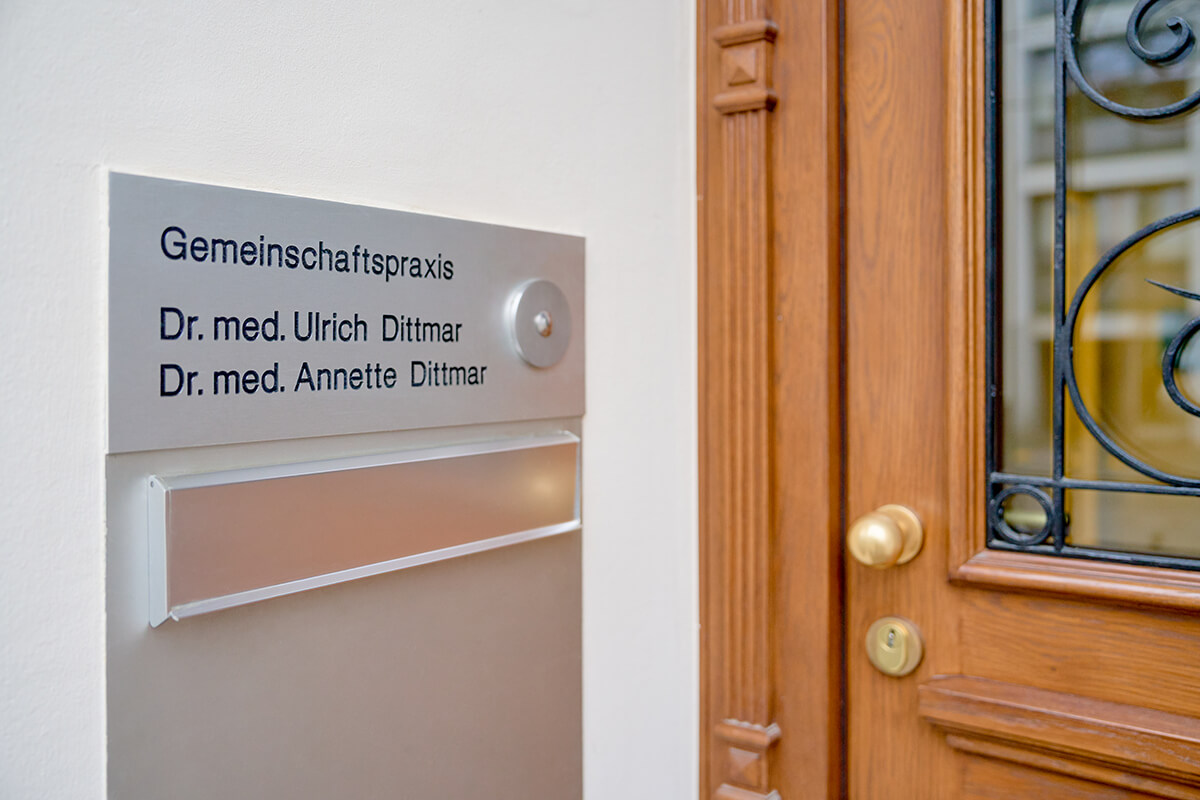 Gemeinschaftspraxis
Dr. med. Ulrich Dittmar
Dr. med. Annette Dittmar